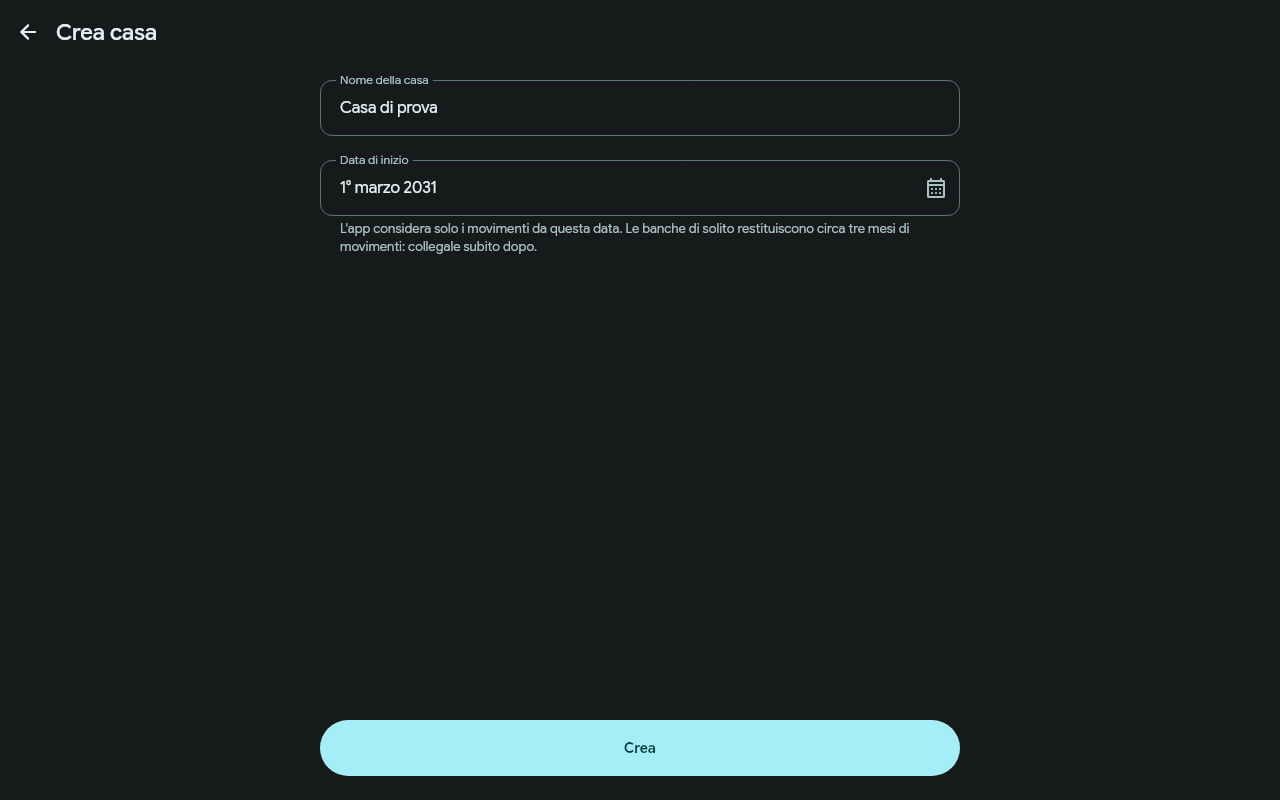 Crea casa
Nome della casa
Casa di prova
Data di inizio
1° marzo 2031
L'app considera solo i movimenti da questa data. Le banche di solito restituiscono circa tre mesi di
movimenti: collegale subito dopo.
Crea